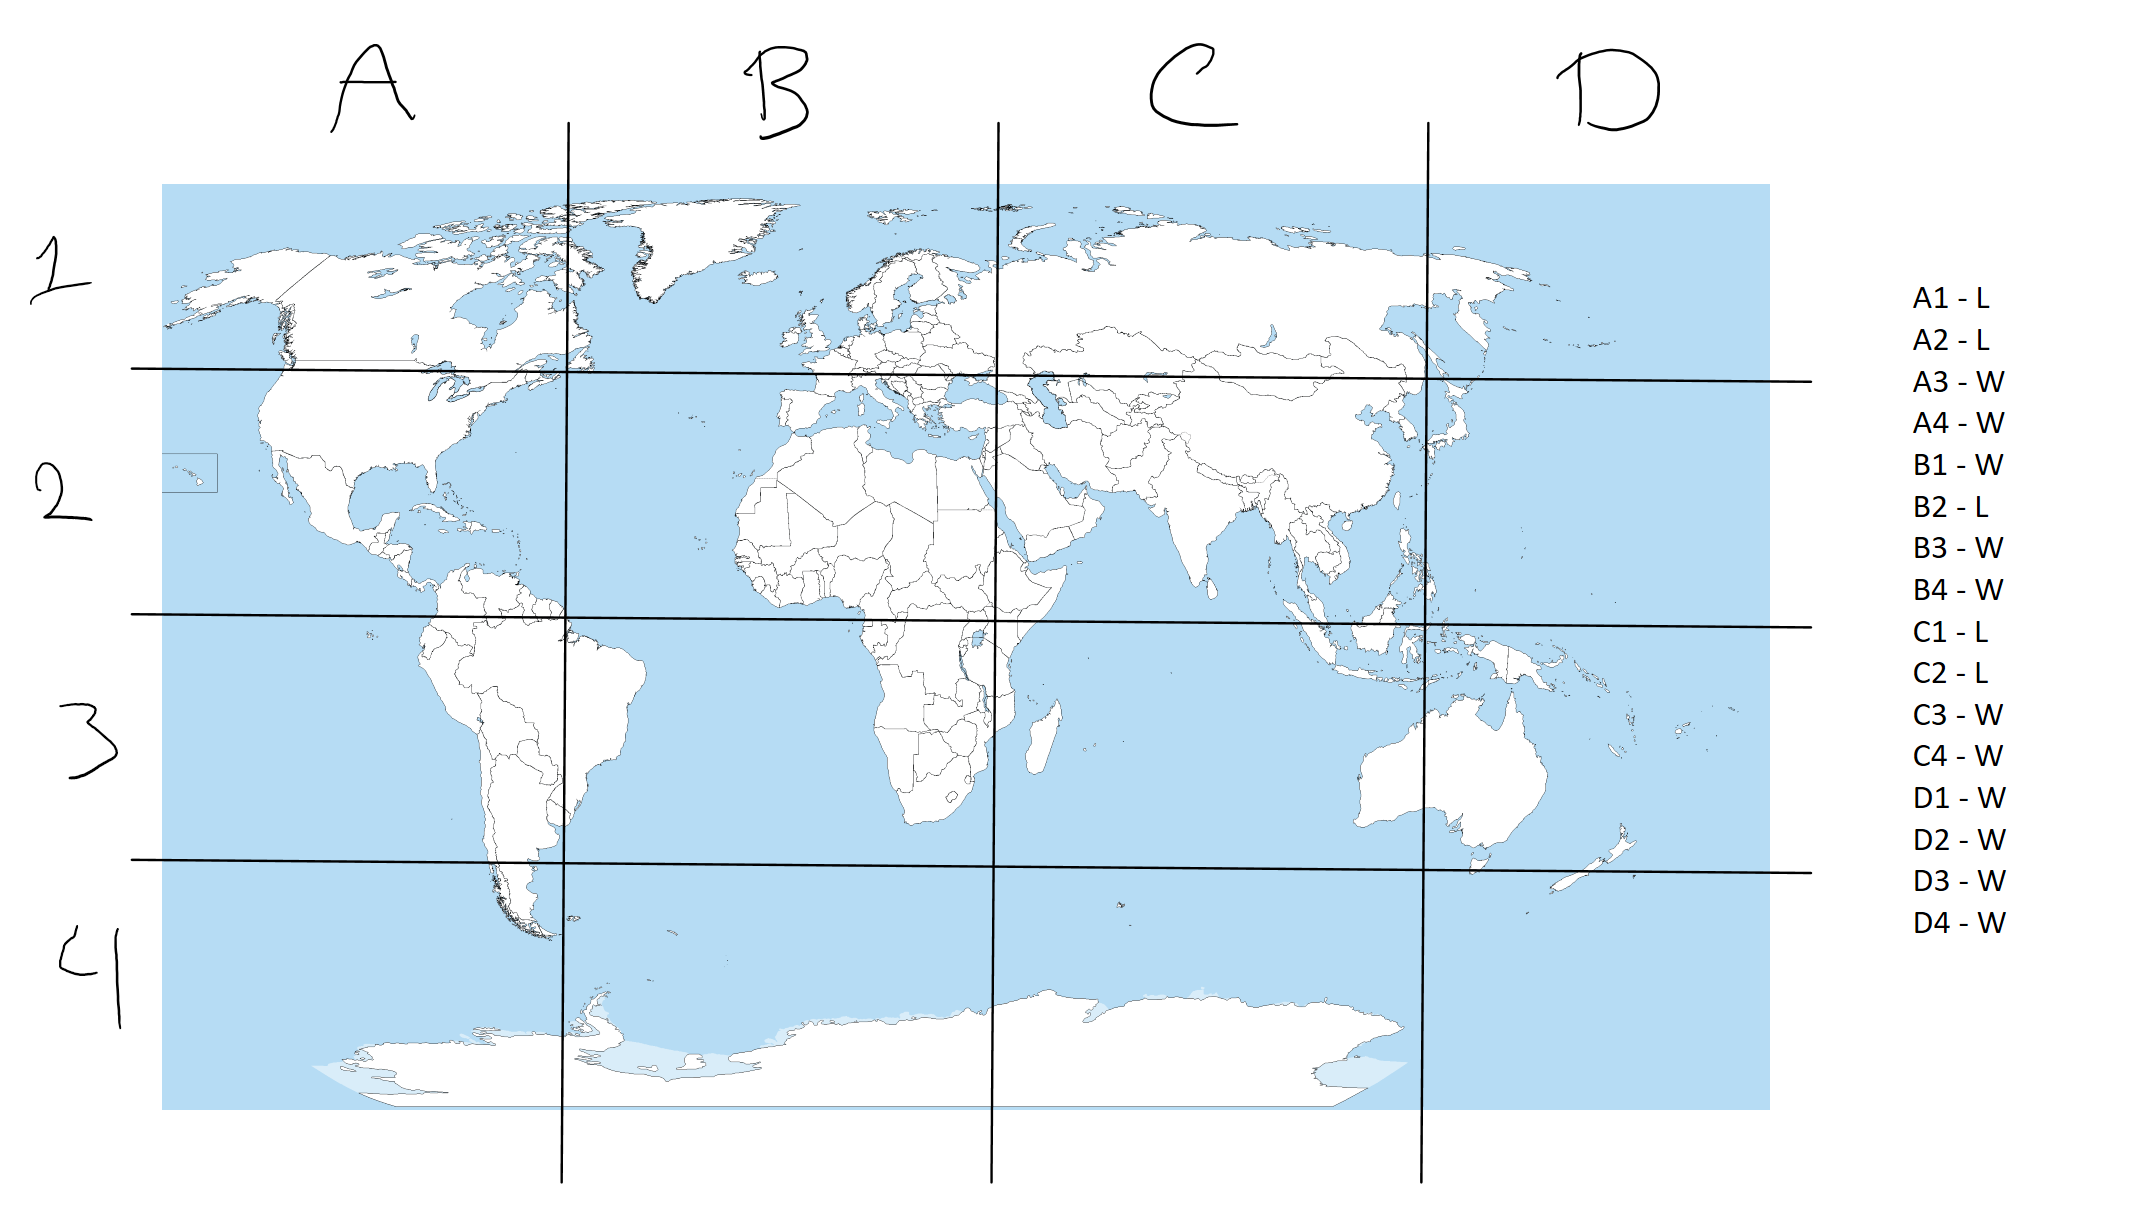 A B C D
1
2
3
4
A1 - L
A2 - L
A3 - W
A4 - W
B1 - W
B2 - L
B3 - W
B4 - W
C1 - L
C2 - L
C3 - W
C4 - W
D1 - W
D2 - W
D3 - W
D4 - W